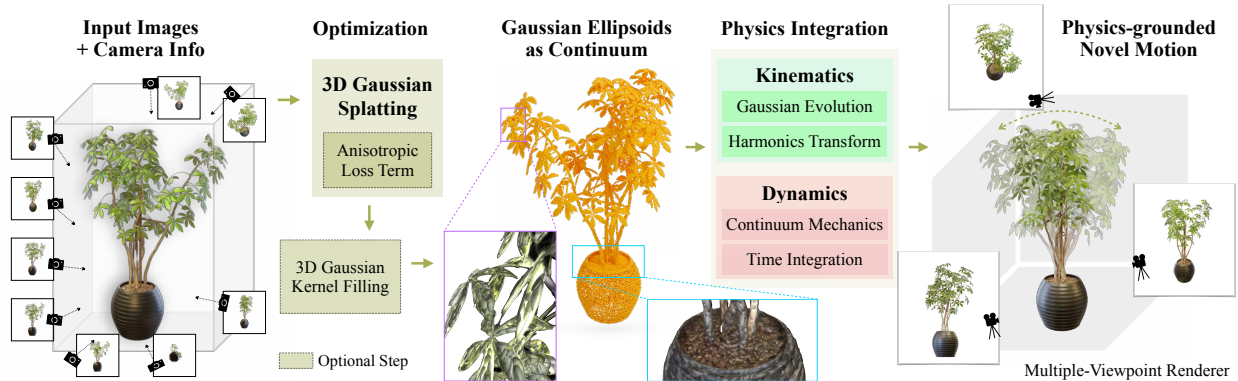 Input Images
+ Camera Info
Optimization
3D Gaussian
Splatting
Anisotropic
Loss Term
3D Gaussian
Kernel Filling
Optional Step
Gaussian Ellipsoids
as Continuum
Physics Integration
Kinematics
Gaussian Evolution
Harmonics Transform
Dynamics
Continuum Mechanics
Time Integration
Physics-grounded
Novel Motion
Multiple-Viewpoint Renderer